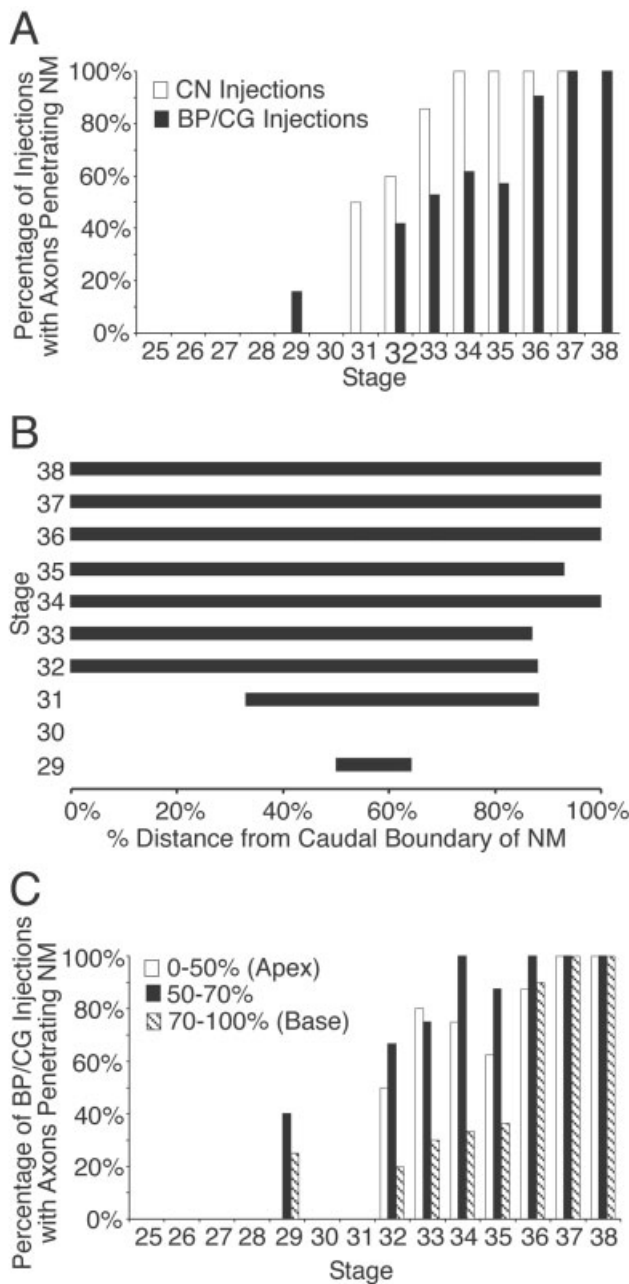 A
Percentage of Injections
with Axons Penetrating NM
100%
80%
60%
40%
20%
0%
CN Injections
BP/CG Injections
25 26 27 28 29 30 31 32 33 34 35 36 37 38
Stage
B
Stage
38
37
36
35
34
33
32
31
30
29
0% 20% 40% 60% 80% 100%
% Distance from Caudal Boundary of NM
C
Percentage of BP/CG Injections
with Axons Penetrating NM
100%
80%
60%
40%
20%
0%
0-50% (Apex)
50-70%
70-100% (Base)
25 26 27 28 29 30 31 32 33 34 35 36 37 38
Stage